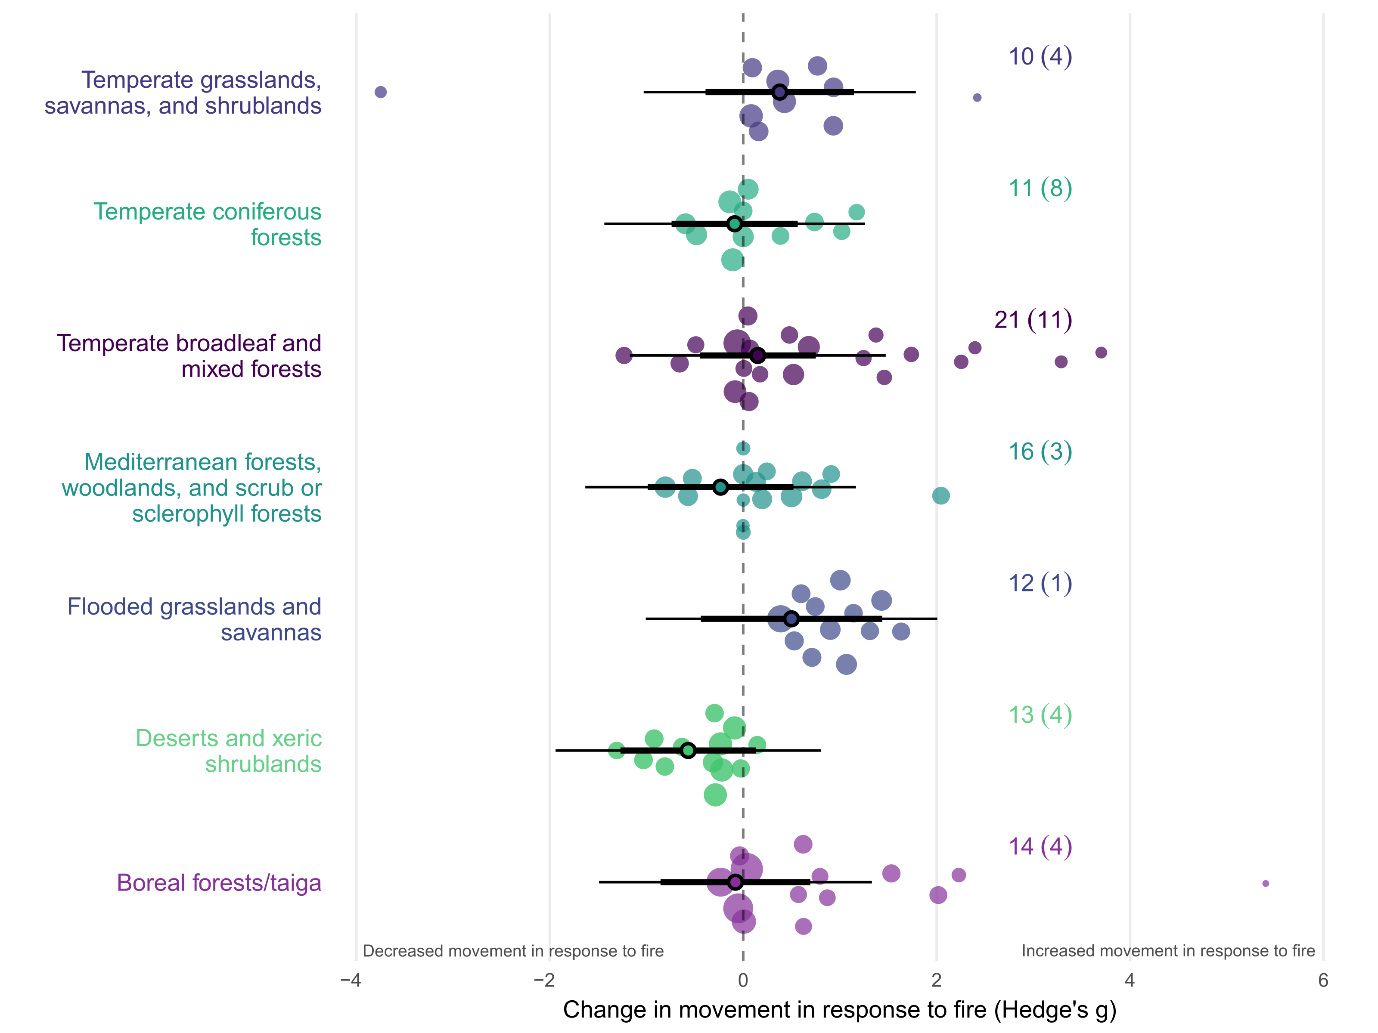 10 (4)
Temperate grasslands,
savannas, and shrublands
11 (8)
Temperate coniferous
forests
21 (11)
Temperate broadleaf and
mixed forests
16 (3)
Mediterranean forests,
woodlands, and scrub or
sclerophyll forests
12 (1)
Flooded grasslands and
savannas
13 (4)
Deserts and xeric
shrublands
14 (4)
Boreal forests/taiga
Decreased movement in response to fire
Increased movement in response to fire
−4 −2 0 2 4 6
Change in movement in response to fire (Hedge's g)